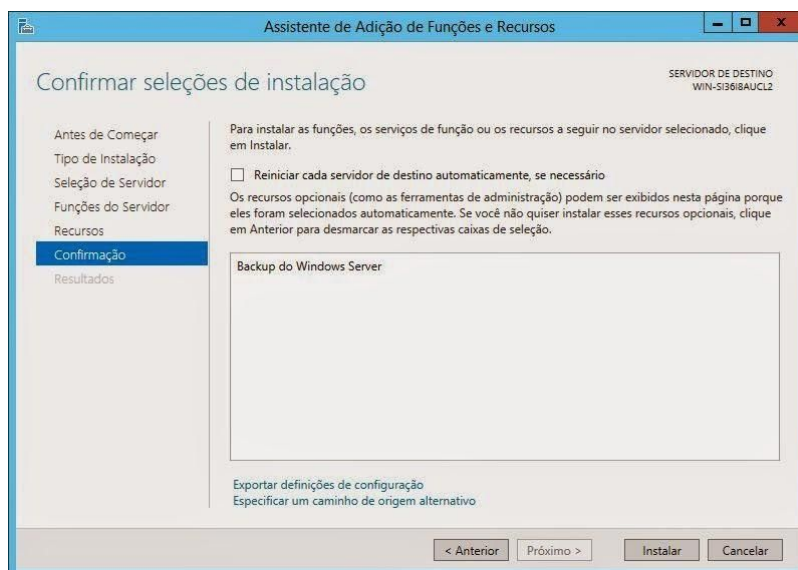 Assistente de Adição de Funções e Recursos
Confirmar seleções de instalação
SERVIDOR DE DESTINO
WIN-SI36I8AUCL2
Antes de Começar
Tipo de Instalação
Seleção de Servidor
Funções do Servidor
Recursos
Confirmação
Resultados
Para instalar as funções, os serviços de função ou os recursos a seguir no servidor selecionado, clique
em Instalar.
Reiniciar cada servidor de destino automaticamente, se necessário
Os recursos opcionais (como as ferramentas de administração) podem ser exibidos nesta página porque
eles foram selecionados automaticamente. Se você não quiser instalar esses recursos opcionais, clique
em Anterior para desmarcar as respectivas caixas de seleção.
Backup do Windows Server
Exportar definições de configuração
Especificar um caminho de origem alternativo
< Anterior
Próximo >
Instalar
Cancelar